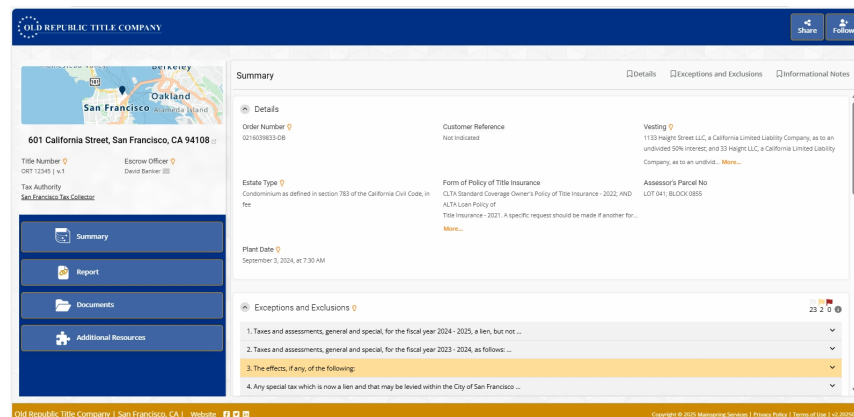 OLD REPUBLIC TITLE COMPANY
Share
Follow
Berkeley
101
Oakland
San Francisco
Alameda Island
601 California Street, San Francisco, CA 94108
Title Number
ORT 12345 | v.1
Escrow Officer
David Banker
Tax Authority
San Francisco Tax Collector
Summary
Report
Documents
Additional Resources
Summary
Details
Exceptions and Exclusions
Informational Notes
Details
Order Number
0216039833-DB
Customer Reference
Not Indicated
Vesting
1133 Haight Street LLC, a California Limited Liability Company, as to an
undivided 50% interest; and 33 Haight LLC, a California Limited Liability
Company, as to an undivid... More...
Estate Type
Condominium as defined in section 783 of the California Civil Code, in
fee
Form of Policy of Title Insurance
CLTA Standard Coverage Owner's Policy of Title Insurance - 2022; AND
ALTA Loan Policy of
Title Insurance - 2021. A specific request should be made if another for...
More...
Assessor's Parcel No
LOT 041; BLOCK 0855
Plant Date
September 3, 2024, at 7:30 AM
Exceptions and Exclusions
23 2 0
1. Taxes and assessments, general and special, for the fiscal year 2024 - 2025, a lien, but not ...
2. Taxes and assessments, general and special, for the fiscal year 2023 - 2024, as follows: ...
3. The effects, if any, of the following:
4. Any special tax which is now a lien and that may be levied within the City of San Francisco ...
Old Republic Title Company | San Francisco, CA | Website
Copyright © 2025 Mainspring Services | Privacy Policy | Terms of Use |